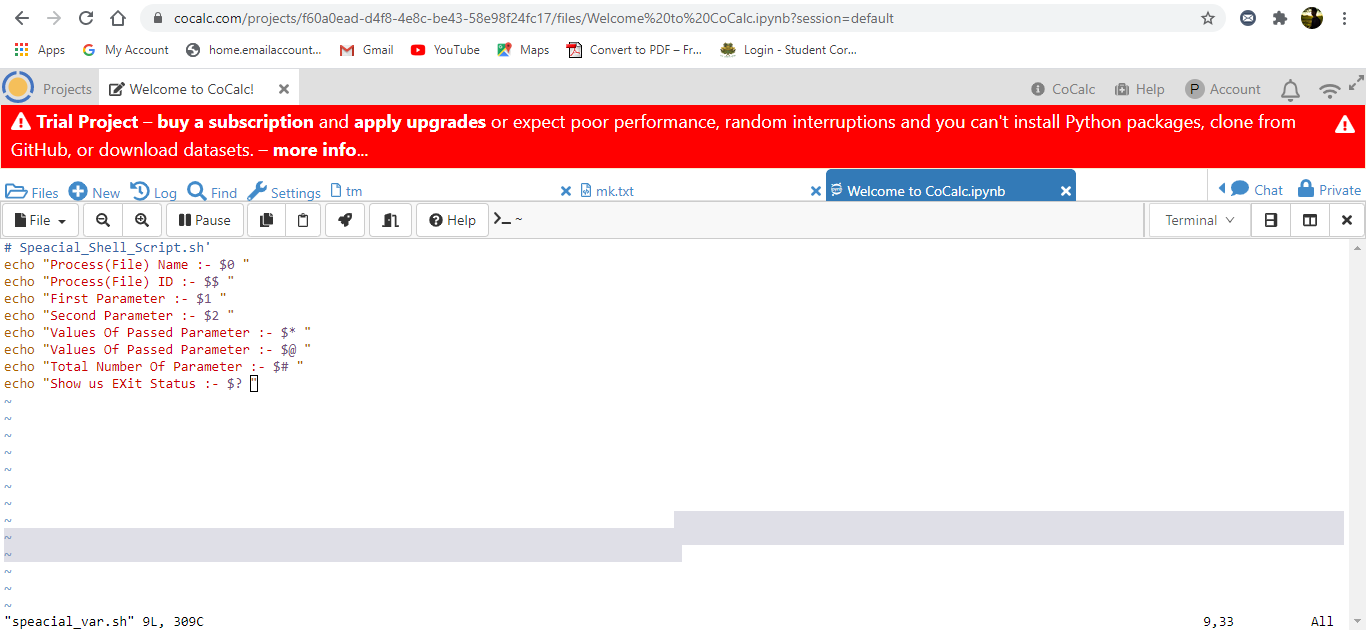 cocalc.com/projects/f60a0ead-d4f8-4e8c-be43-58e98f24fc17/files/Welcome%20to%20CoCalc.ipynb?session=default
Apps My Account home.emailaccount... Gmail YouTube Maps Convert to PDF – Fr... Login - Student Cor...
Projects Welcome to CoCalc! CoCalc Help P Account
Trial Project – buy a subscription and apply upgrades or expect poor performance, random interruptions and you can't install Python packages, clone from
GitHub, or download datasets. – more info...
Files New Log Find Settings tm mk.txt Welcome to CoCalc.ipynb Chat Private
File Pause Help ~ Terminal
# Speacial_Shell_Script.sh'
echo "Process(File) Name :- $0 "
echo "Process(File) ID :- $$ "
echo "First Parameter :- $1 "
echo "Second Parameter :- $2 "
echo "Values Of Passed Parameter :- $* "
echo "Values Of Passed Parameter :- $@ "
echo "Total Number Of Parameter :- $# "
echo "Show us EXit Status :- $? "
~
~
~
~
~
~
~
~
~
~
~
~
~
"speacial_var.sh" 9L, 309C 9,33 All